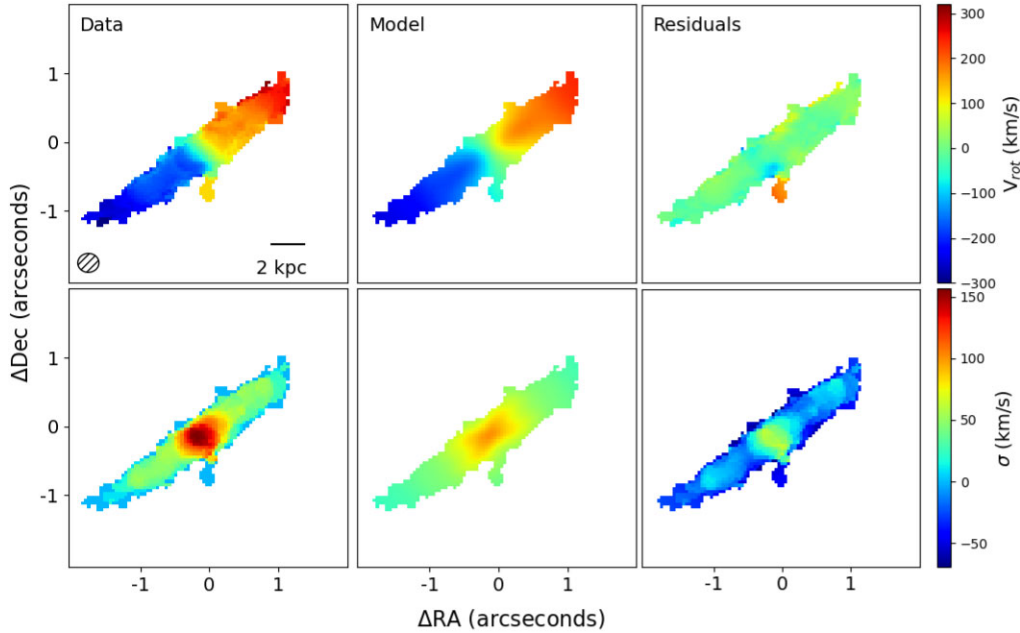 Data
Model
Residuals
1
0
-1
2 kpc
300
200
100
0
−100
−200
−300
V_rot (km/s)
1
0
-1
150
100
50
0
−50
σ (km/s)
ΔDec (arcseconds)
-1 0 1
-1 0 1
-1 0 1
ΔRA (arcseconds)